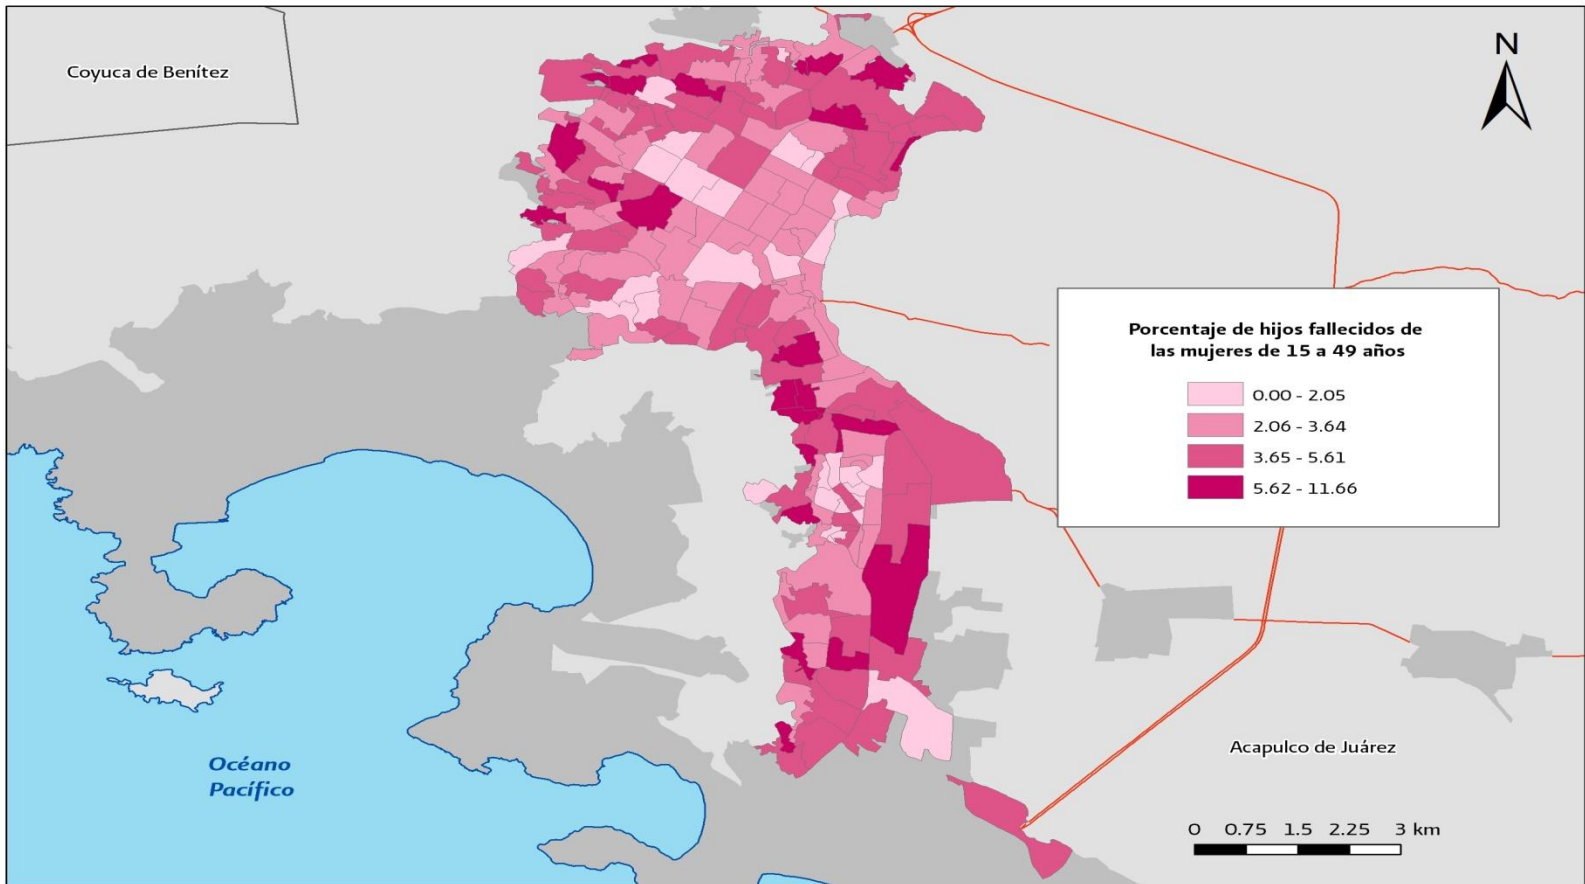 Coyuca de Benítez
N
Porcentaje de hijos fallecidos de
las mujeres de 15 a 49 años
0.00 - 2.05
2.06 - 3.64
3.65 - 5.61
5.62 - 11.66
Acapulco de Juárez
Océano
Pacífico
0 0.75 1.5 2.25 3 km